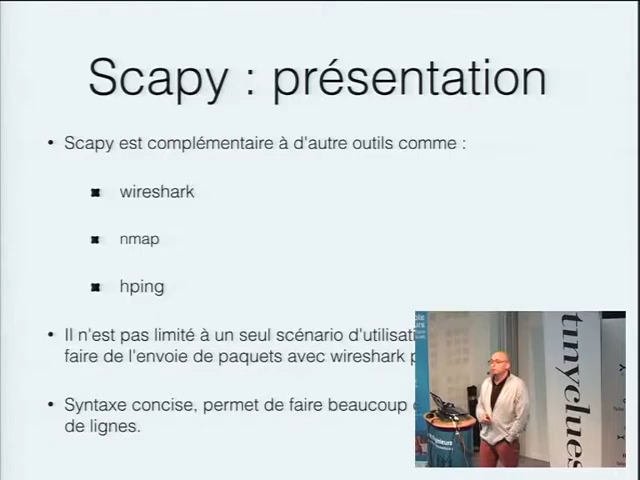 Scapy : présentation
• Scapy est complémentaire à d'autre outils comme :
wireshark
nmap
hping
• Il n'est pas limité à un seul scénario d'utilisati
faire de l'envoie de paquets avec wireshark p
• Syntaxe concise, permet de faire beaucoup
de lignes.
tinyclues